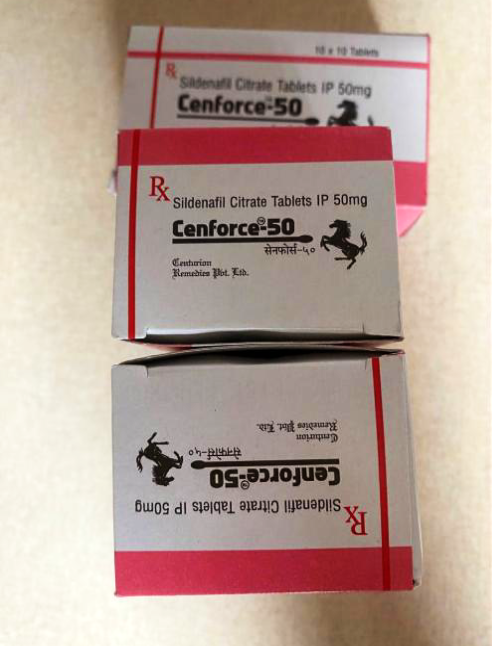 10 x 10 Tablets
Rx
Sildenafil Citrate Tablets IP 50mg
Cenforce-50
Rx Sildenafil Citrate Tablets IP 50mg
Cenforce™-50
सेनफोर्स-५०
Centurion
Remedies Pvt. Ltd.
Rx Sildenafil Citrate Tablets IP 50mg
Cenforce®-50
सेनफोर्स-५०
Centurion
Remedies Pvt. Ltd.